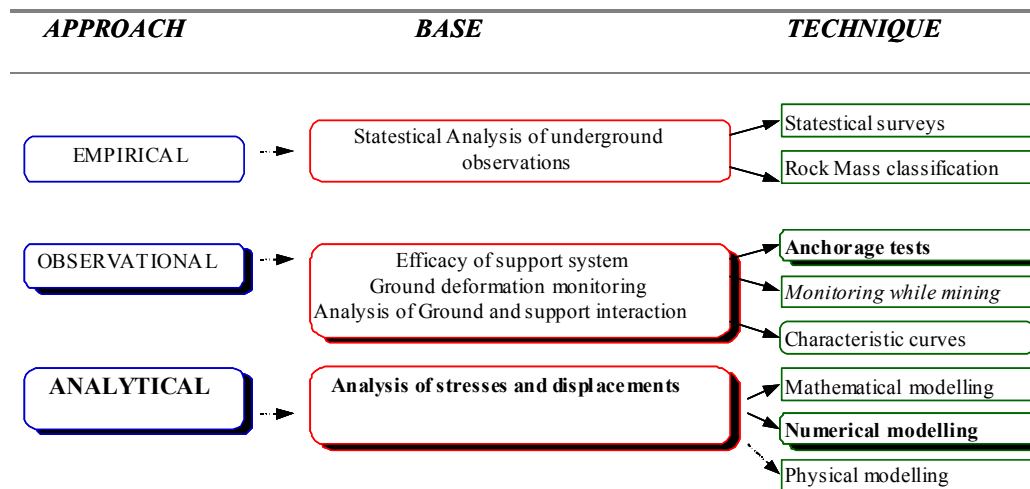 APPROACH BASE TECHNIQUE
EMPIRICAL
Statestical Analysis of underground
observations
Statestical surveys
Rock Mass classification
OBSERVATIONAL
Efficacy of support system
Ground deformation monitoring
Analysis of Ground and support interaction
Anchorage tests
Monitoring while mining
Characteristic curves
ANALYTICAL
Analysis of stresses and displacements
Mathematical modelling
Numerical modelling
Physical modelling